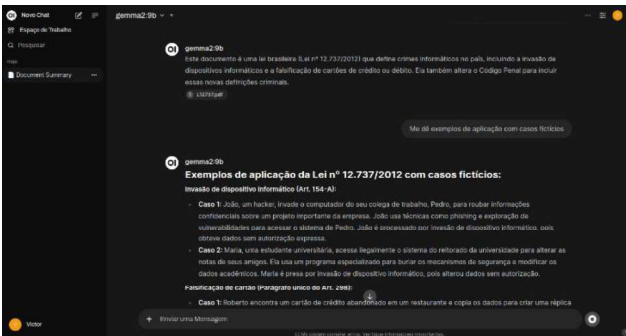 Novo Chat
gemma2:9b
Espaço de Trabalho
Pesquisar
Document Summary
gemma2:9b
Este documento é uma lei brasileira (Lei nº 12.737/2012) que define crimes informáticos no país, incluindo a invasão de
dispositivos informáticos e a falsificação de cartões de crédito ou débito. Ela também altera o Código Penal para incluir
essas novas definições criminais.
L12737.pdf
Me dê exemplos de aplicação com casos fictícios
gemma2:9b
Exemplos de aplicação da Lei nº 12.737/2012 com casos fictícios:
Invasão de dispositivo informático (Art. 154-A):
Caso 1: João, um hacker, invade o computador do seu colega de trabalho, Pedro, para roubar informações
confidenciais sobre um projeto importante da empresa. João usa técnicas como phishing e exploração de
vulnerabilidades para acessar o sistema de Pedro. João é processado por invasão de dispositivo informático, pois
obteve dados sem autorização expressa.
Caso 2: Maria, uma estudante universitária, acessa ilegalmente o sistema do reitorado da universidade para alterar as
notas de seus amigos. Ela usa um programa especializado para burlar os mecanismos de segurança e modificar os
dados acadêmicos. Maria é presa por invasão de dispositivo informático, pois alterou dados sem autorização.
Falsificação de cartão (Parágrafo único do Art. 298):
Caso 1: Roberto encontra um cartão de crédito abandonado em um restaurante e copia os dados para criar uma réplica
Enviar uma Mensagem
Victor